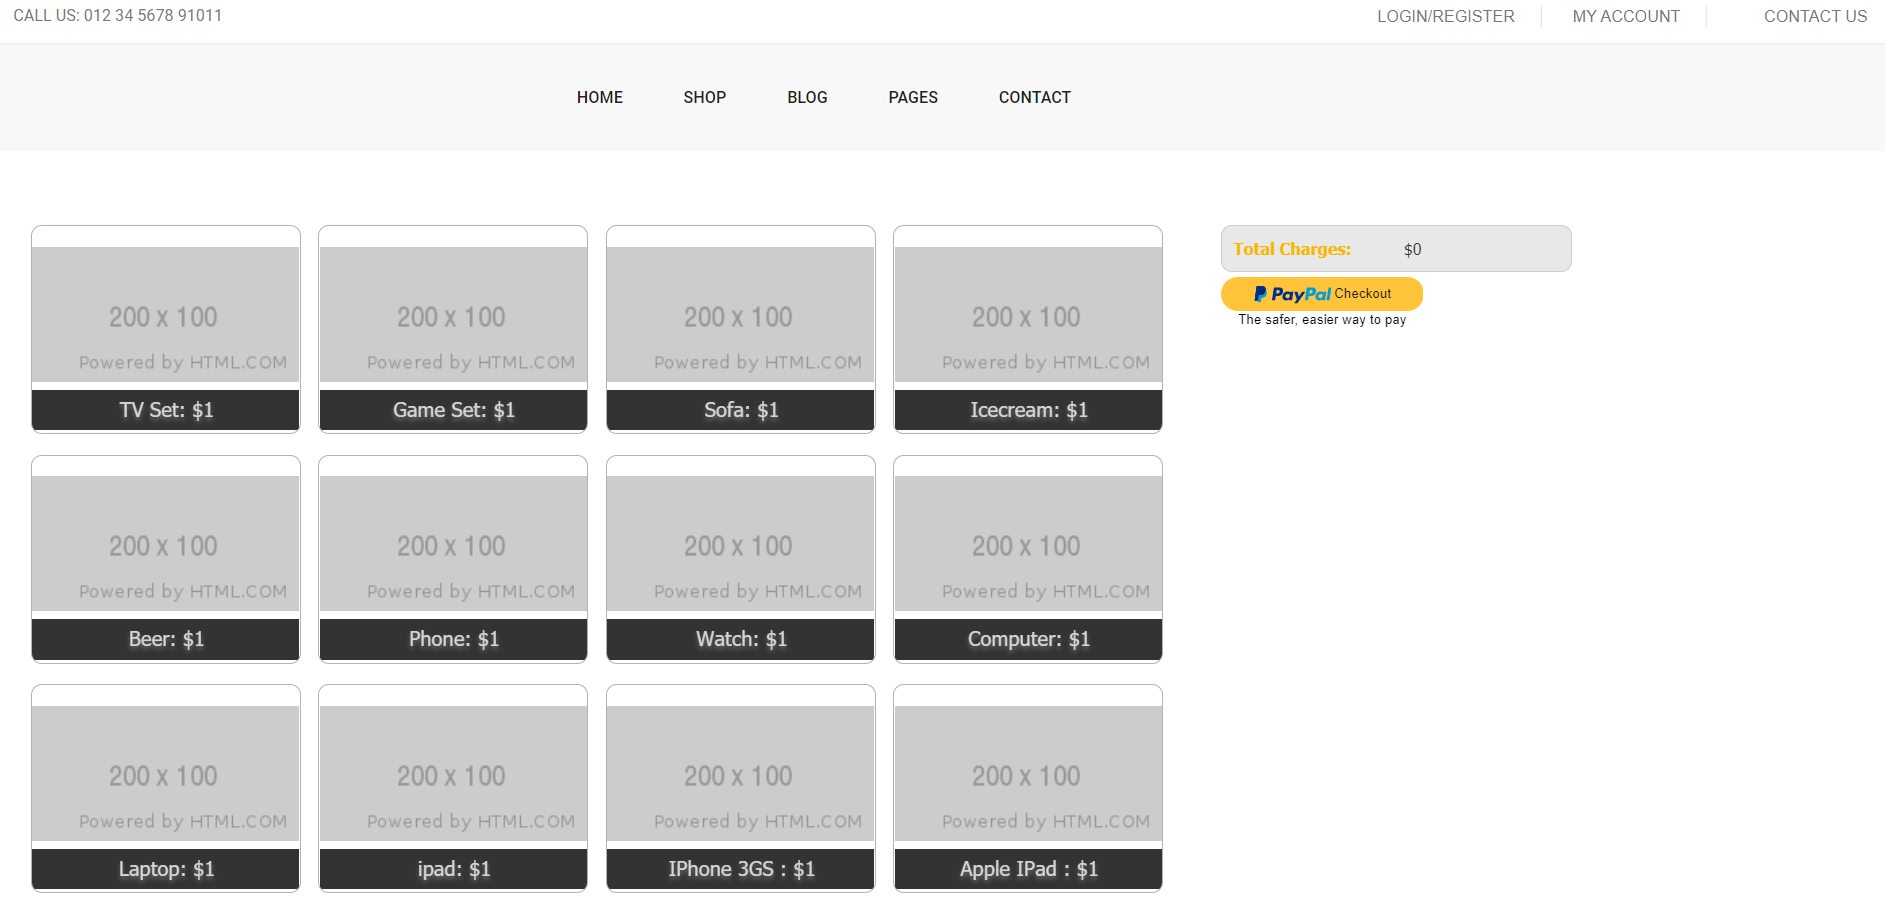 CALL US: 012 34 5678 91011
LOGIN/REGISTER
MY ACCOUNT
CONTACT US
HOME
SHOP
BLOG
PAGES
CONTACT
200 x 100
Powered by HTML.COM
TV Set: $1
200 x 100
Powered by HTML.COM
Game Set: $1
200 x 100
Powered by HTML.COM
Sofa: $1
200 x 100
Powered by HTML.COM
Icecream: $1
Total Charges: $0
PayPal Checkout
The safer, easier way to pay
200 x 100
Powered by HTML.COM
Beer: $1
200 x 100
Powered by HTML.COM
Phone: $1
200 x 100
Powered by HTML.COM
Watch: $1
200 x 100
Powered by HTML.COM
Computer: $1
200 x 100
Powered by HTML.COM
Laptop: $1
200 x 100
Powered by HTML.COM
ipad: $1
200 x 100
Powered by HTML.COM
IPhone 3GS : $1
200 x 100
Powered by HTML.COM
Apple IPad : $1